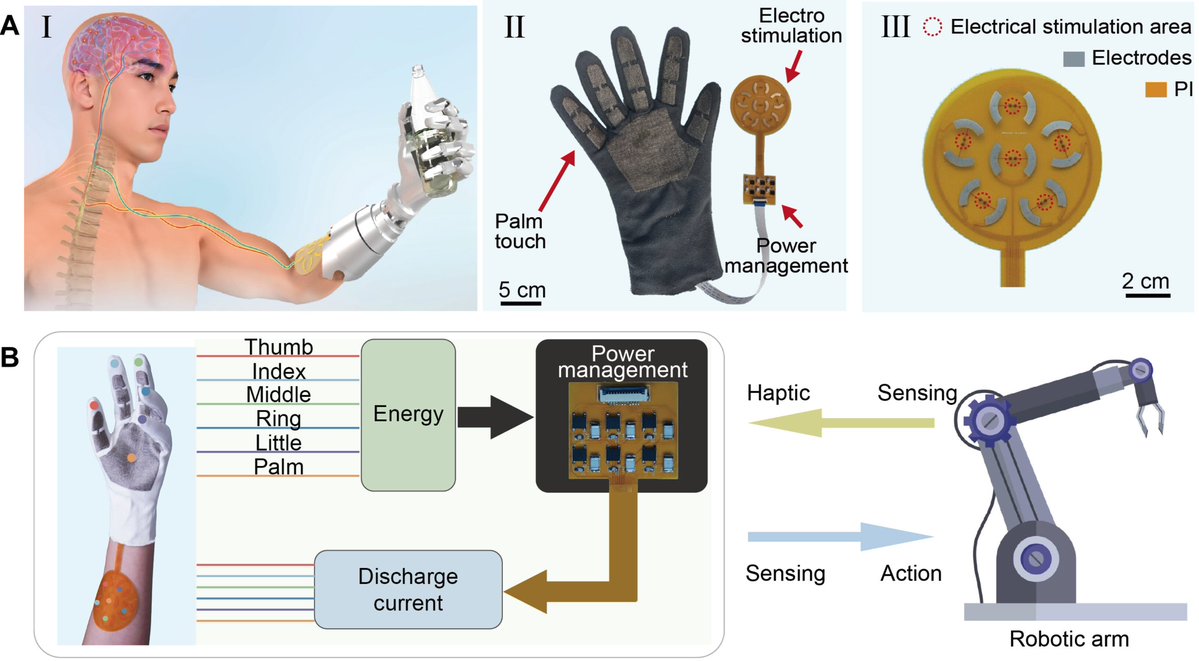 A
I
II
Electro
stimulation
Palm
touch
Power
management
5 cm
III
Electrical stimulation area
Electrodes
PI
2 cm
B
Thumb
Index
Middle
Ring
Little
Palm
Energy
Power
management
Discharge
current
Haptic
Sensing
Sensing
Action
Robotic arm